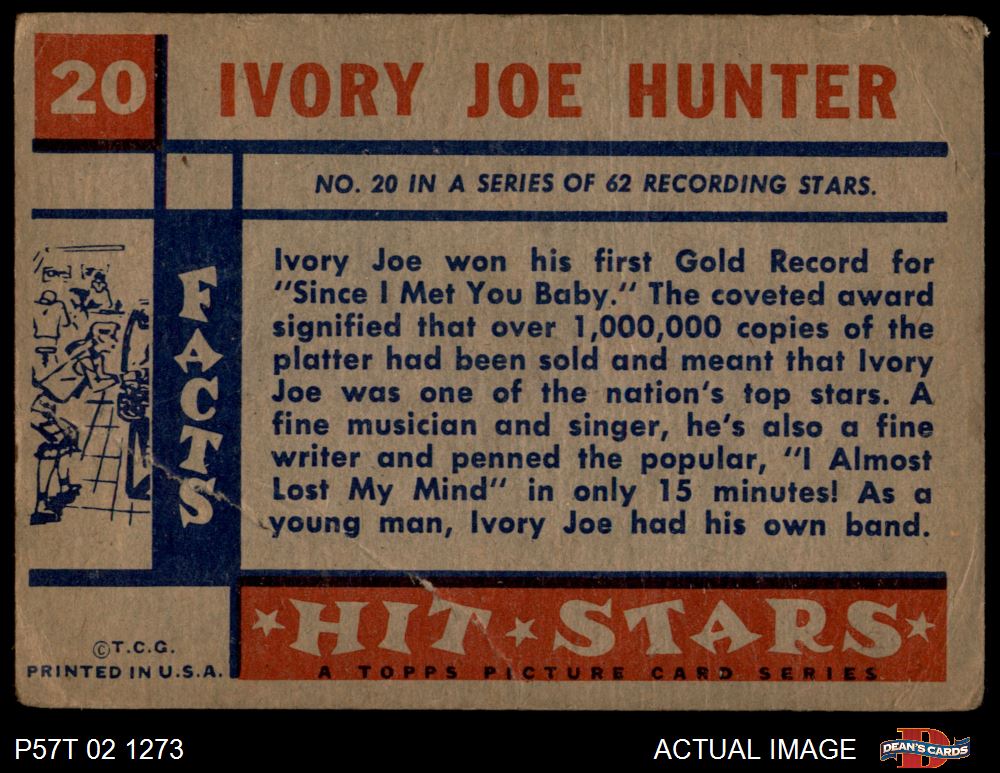 20 IVORY JOE HUNTER
NO. 20 IN A SERIES OF 62 RECORDING STARS.
FACTS
Ivory Joe won his first Gold Record for
"Since I Met You Baby." The coveted award
signified that over 1,000,000 copies of the
platter had been sold and meant that Ivory
Joe was one of the nation's top stars. A
fine musician and singer, he's also a fine
writer and penned the popular, "I Almost
Lost My Mind" in only 15 minutes! As a
young man, Ivory Joe had his own band.
©T.C.G.
PRINTED IN U.S.A.
HIT STARS
A TOPPS PICTURE CARD SERIES
P57T 02 1273
ACTUAL IMAGE
DEAN'S CARDS